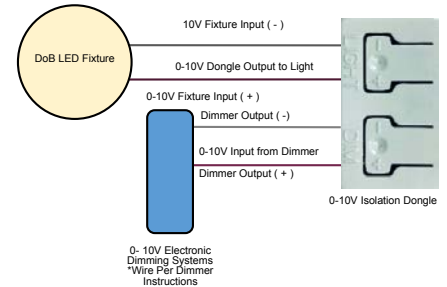 10V Fixture Input ( - )
DoB LED Fixture
0-10V Dongle Output to Light
0-10V Fixture Input ( + )
Dimmer Output ( -)
0-10V Input from Dimmer
Dimmer Output ( + )
LIGHT
DIM
0-10V Isolation Dongle
0- 10V Electronic
Dimming Systems
*Wire Per Dimmer
Instructions